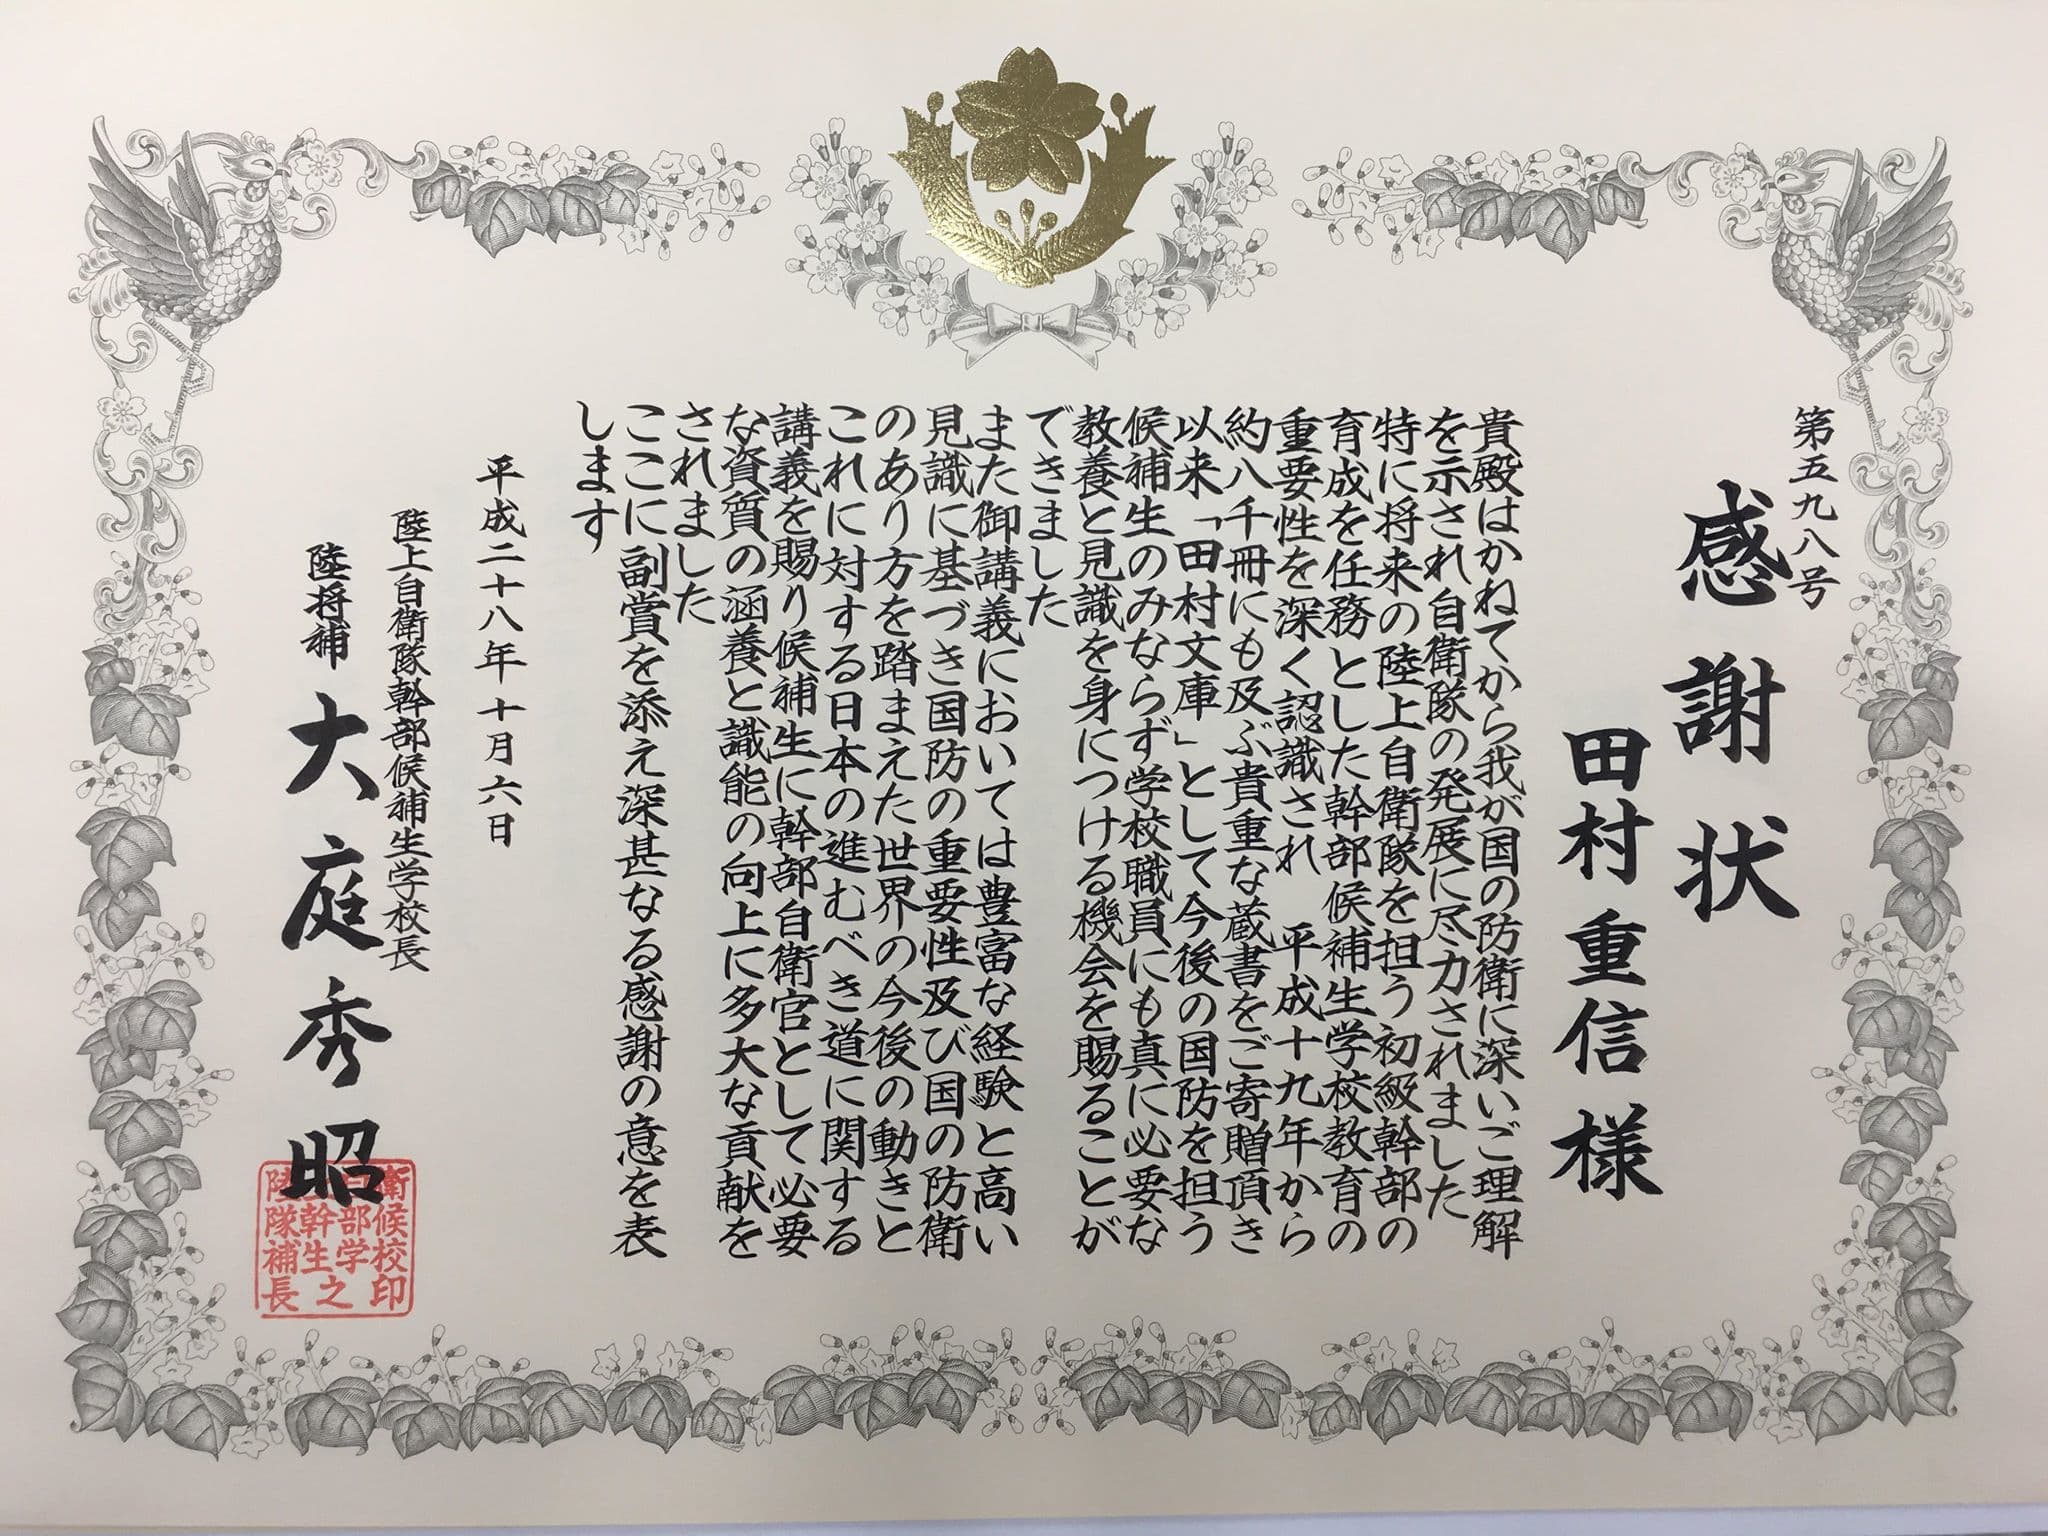 第五九八号
感謝状
田村重信様
貴殿はかねてから我が国の防衛に深いご理解
を示され自衛隊の発展に尽力されました
特に将来の陸上自衛隊を担う初級幹部の
育成を任務とした幹部候補生学校教育の
重要性を深く認識され　平成十九年から
約八千冊にも及ぶ貴重な蔵書をご寄贈頂き
以来「田村文庫」として今後の国防を担う
候補生のみならず学校職員にも真に必要な
教養と見識を身につける機会を賜ることが
できました
また御講義においては豊富な経験と高い
見識に基づき国防の重要性及び国の防衛
のあり方を踏まえた世界の今後の動きと
これに対する日本の進むべき道に関する
講義を賜り候補生に幹部自衛官として必要
な資質の涵養と識能の向上に多大な貢献を
されました
ここに副賞を添え深甚なる感謝の意を表
します
平成二十八年十月六日
陸上自衛隊幹部候補生学校長
陸将補　大庭秀昭
衛候校印
自部学之
上幹生
陸隊補長